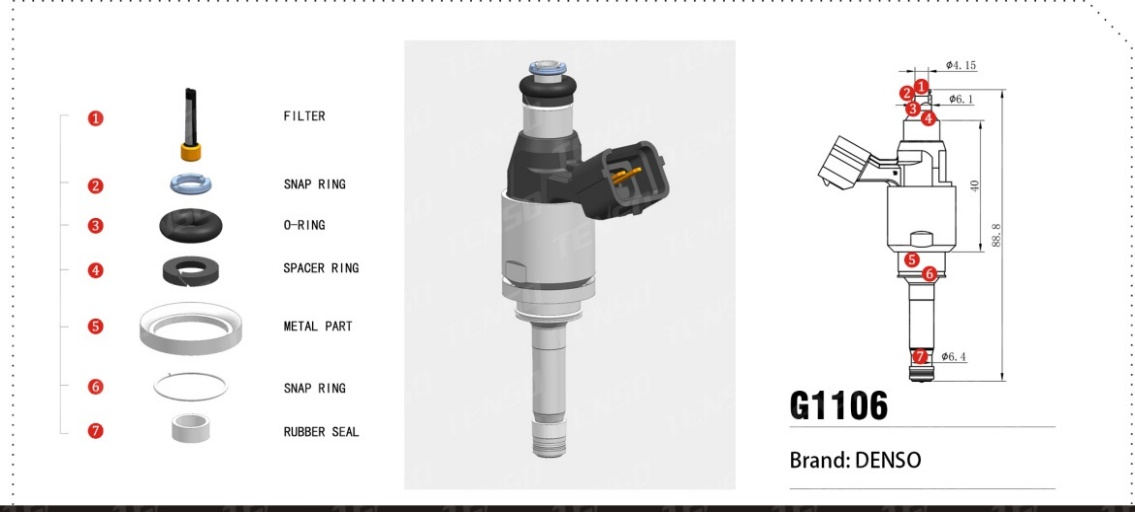 1 FILTER
2 SNAP RING
3 O-RING
4 SPACER RING
5 METAL PART
6 SNAP RING
7 RUBBER SEAL
TENSO
TENSO
Φ4.15
1
2
Φ6.1
3
4
40
88.8
5
6
7
Φ6.4
G1106
Brand: DENSO